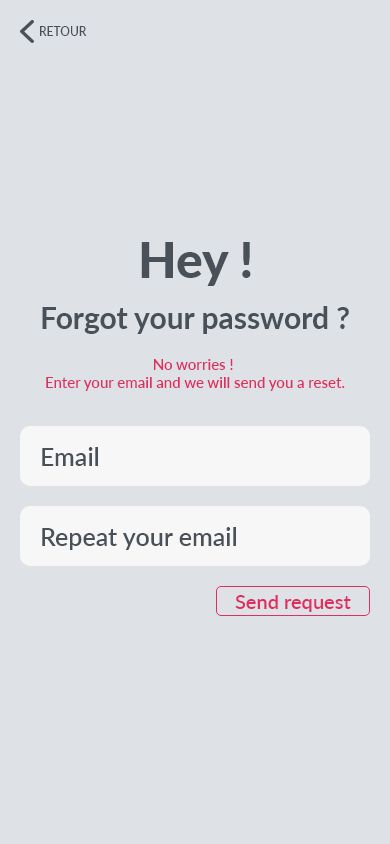 RETOUR
Hey !
Forgot your password ?
No worries !
Enter your email and we will send you a reset.
Email
Repeat your email
Send request